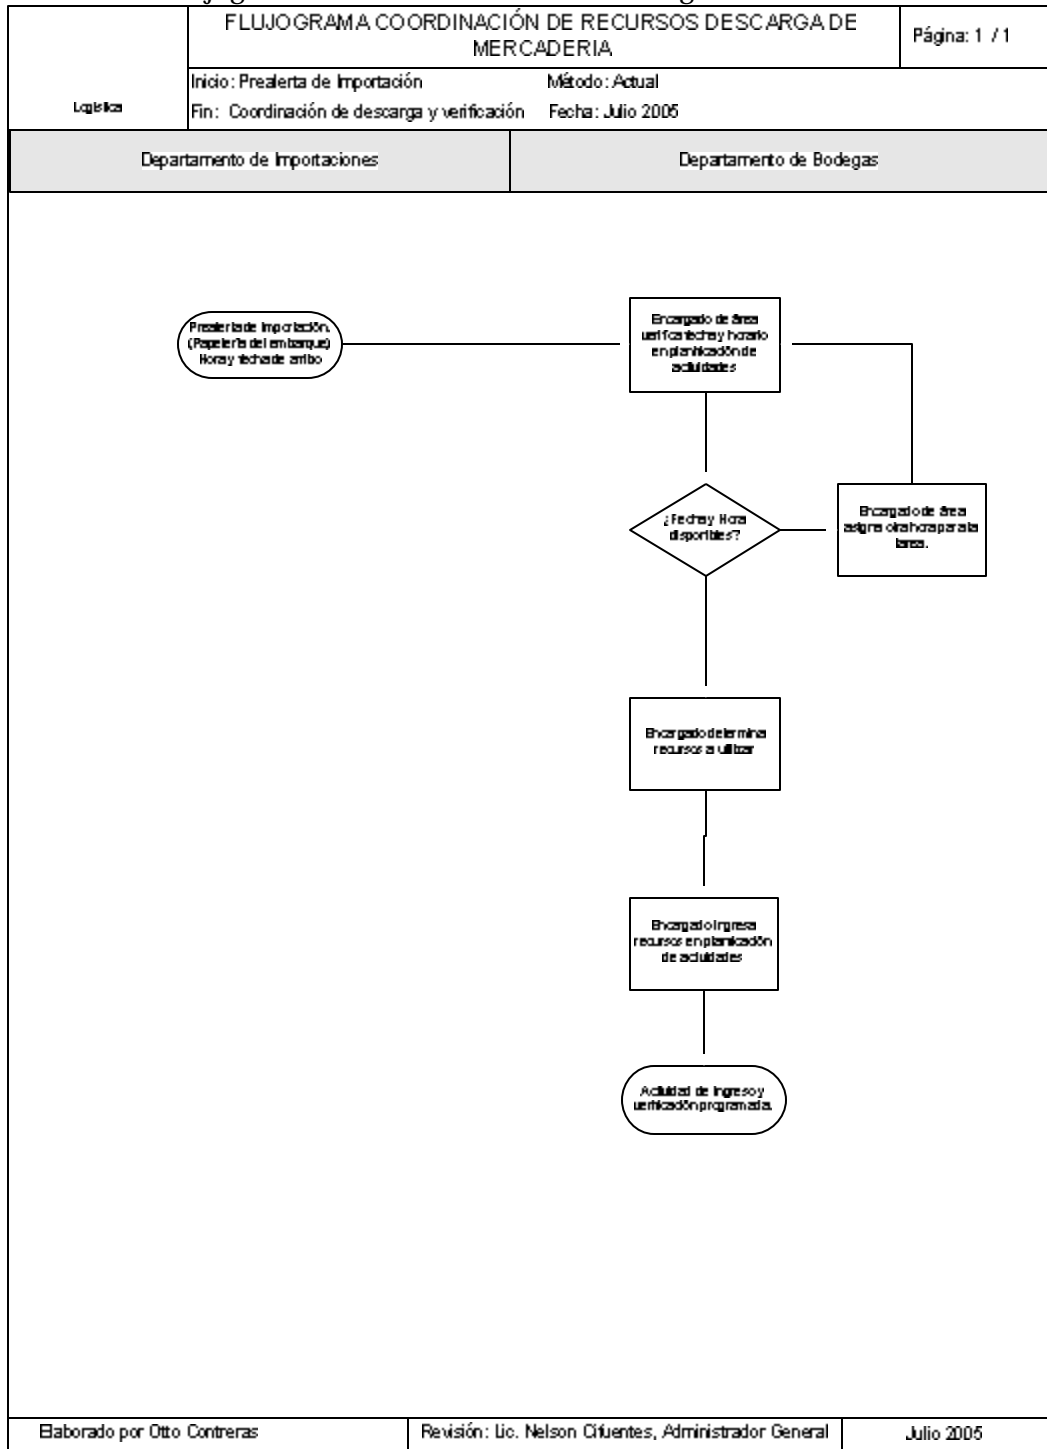 FLUJOGRAMA COORDINACIÓN DE RECURSOS DESCARGA DE
MERCADERIA
Página: 1 / 1
Logística
Inicio: Prealerta de Importación
Método: Actual
Fin: Coordinación de descarga y verificación
Fecha: Julio 2005
Departamento de Importaciones
Departamento de Bodegas
Prealerta de Importación.
(Papelería del embarque)
Hora y fecha de arribo
Encargado de área
verifica fecha y horario
en planificación de
actividades
¿Fecha y Hora
disponibles?
Encargado de área
asigna otra hora para la
tarea.
Encargado determina
recursos a utilizar
Encargado ingresa
recursos en planificación
de actividades
Actividad de ingreso y
verificación programada.
Elaborado por Otto Contreras
Revisión: Lic. Nelson Cifuentes, Administrador General
Julio 2005